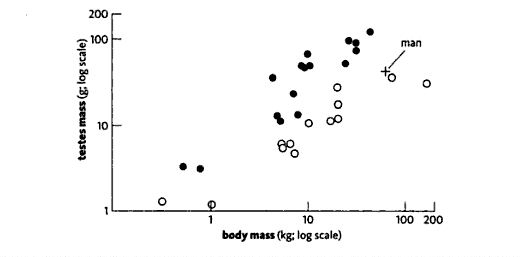 200
100
man
testes mass (g; log scale)
10
1
1 10 100 200
body mass (kg; log scale)